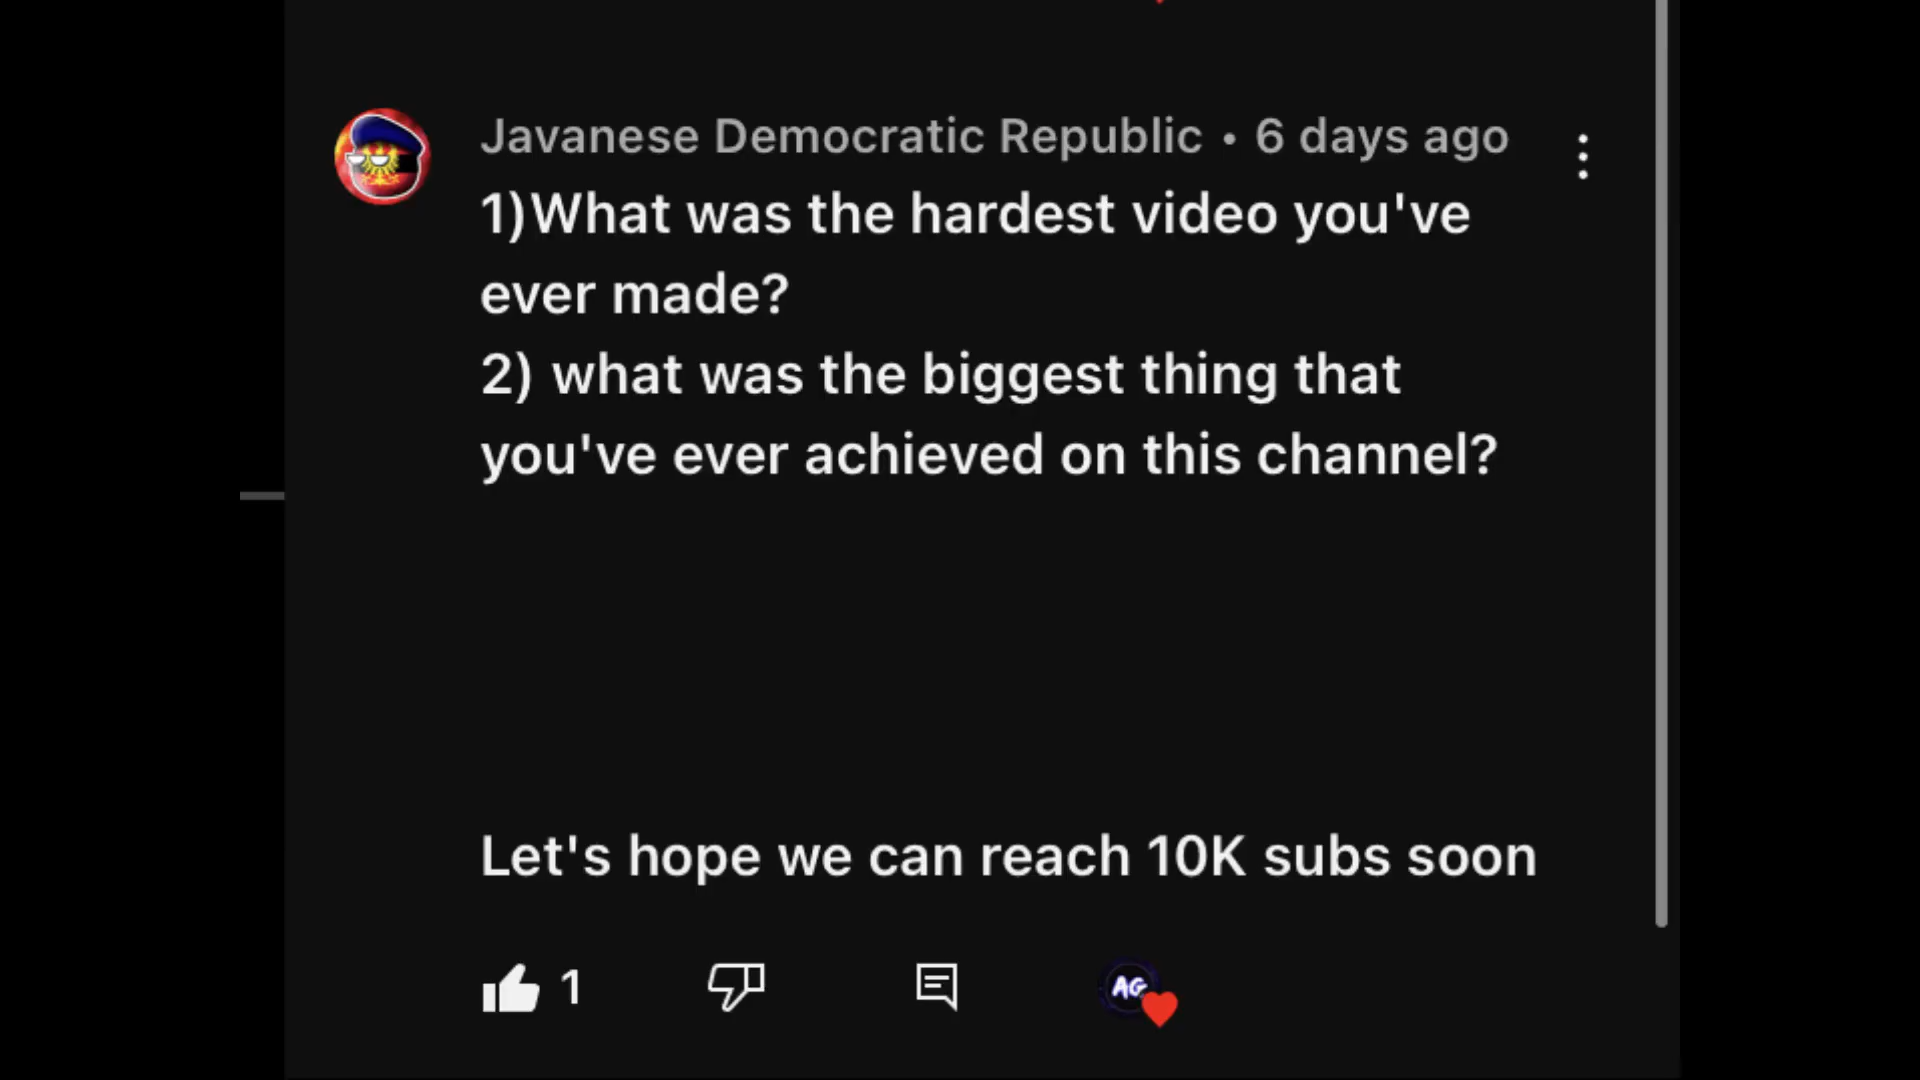 Javanese Democratic Republic • 6 days ago
1)What was the hardest video you've
ever made?
2) what was the biggest thing that
you've ever achieved on this channel?
Let's hope we can reach 10K subs soon
1
AG